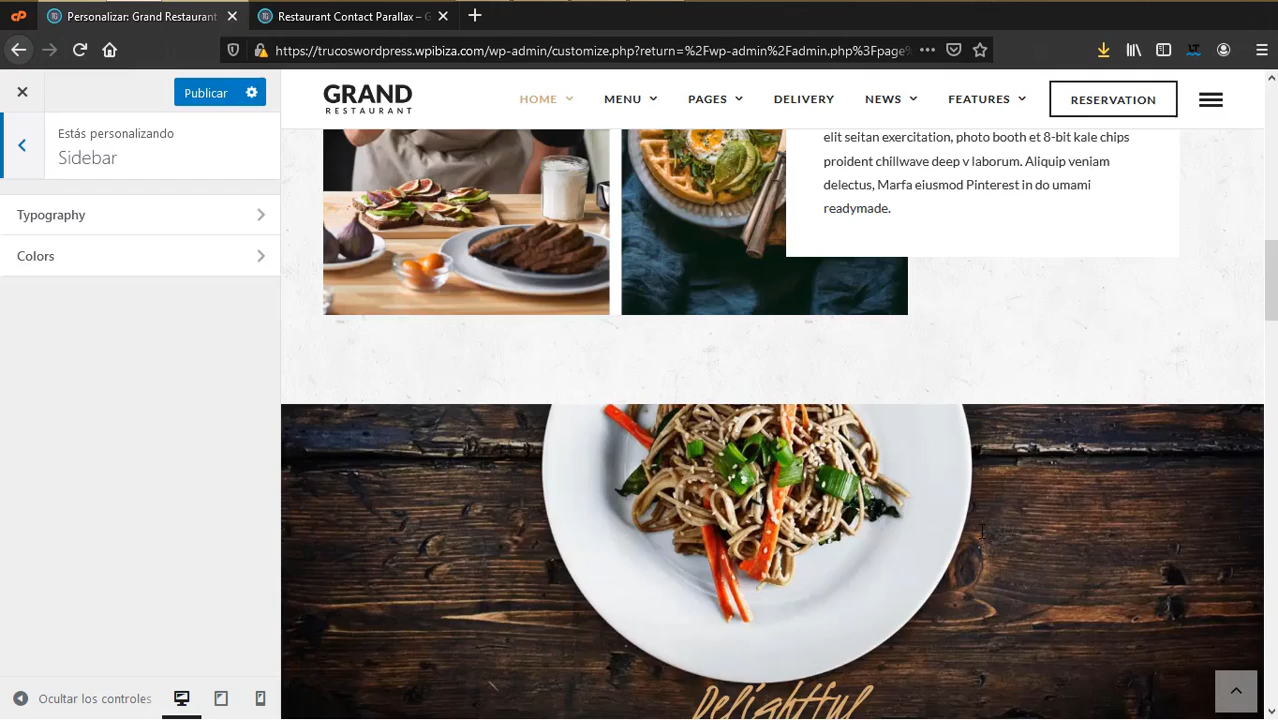 Personalizar: Grand Restaurant
Restaurant Contact Parallax – G
https://trucoswordpress.wpibiza.com/wp-admin/customize.php?return=%2Fwp-admin%2Fadmin.php%3Fpage
Publicar
Estás personalizando
Sidebar
Typography
Colors
Ocultar los controles
GRAND
RESTAURANT
HOME
MENU
PAGES
DELIVERY
NEWS
FEATURES
RESERVATION
elit seitan exercitation, photo booth et 8-bit kale chips
proident chillwave deep v laborum. Aliquip veniam
delectus, Marfa eiusmod Pinterest in do umami
readymade.
Delightful